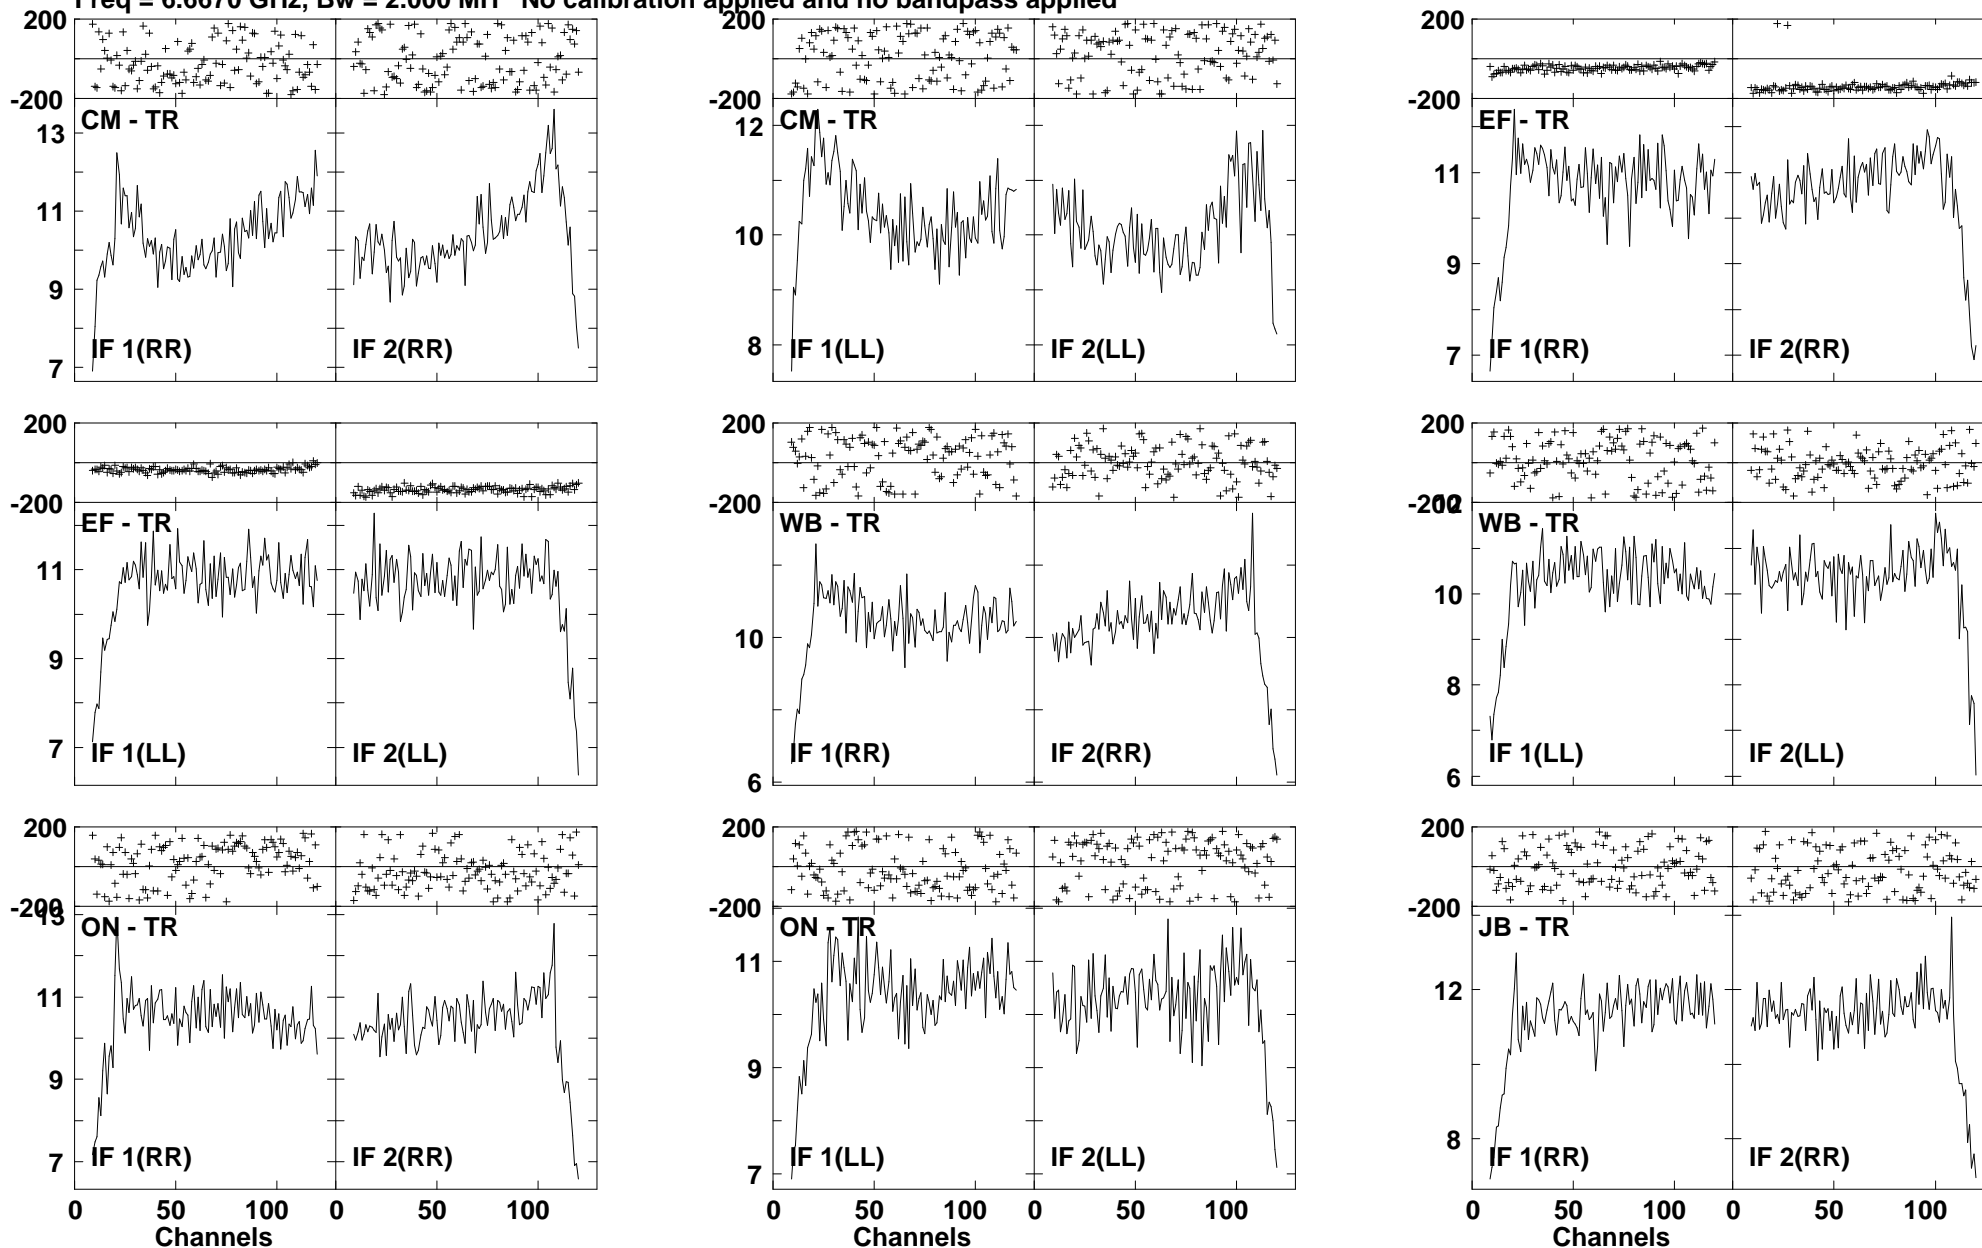 Freq = 6.6670 GHz, Bw = 2.000 MH No calibration applied and no bandpass applied
200
-200
CM - TR
13
11
9
7
IF 1(RR)
IF 2(RR)
-200
CM - TR
12
10
8
IF 1(LL)
IF 2(LL)
200
-200
EF - TR
11
9
7
IF 1(RR)
IF 2(RR)
200
-200
EF - TR
11
9
7
IF 1(LL)
IF 2(LL)
200
-200
WB - TR
10
6
IF 1(RR)
IF 2(RR)
200
-200
12
WB - TR
10
8
6
IF 1(LL)
IF 2(LL)
200
-200
13
ON - TR
11
9
7
IF 1(RR)
IF 2(RR)
0 50 100 0 50 100
Channels
200
-200
ON - TR
11
9
7
IF 1(LL)
IF 2(LL)
0 50 100 0 50 100
Channels
200
-200
JB - TR
12
8
IF 1(RR)
IF 2(RR)
0 50 100 0 50 100
Channels